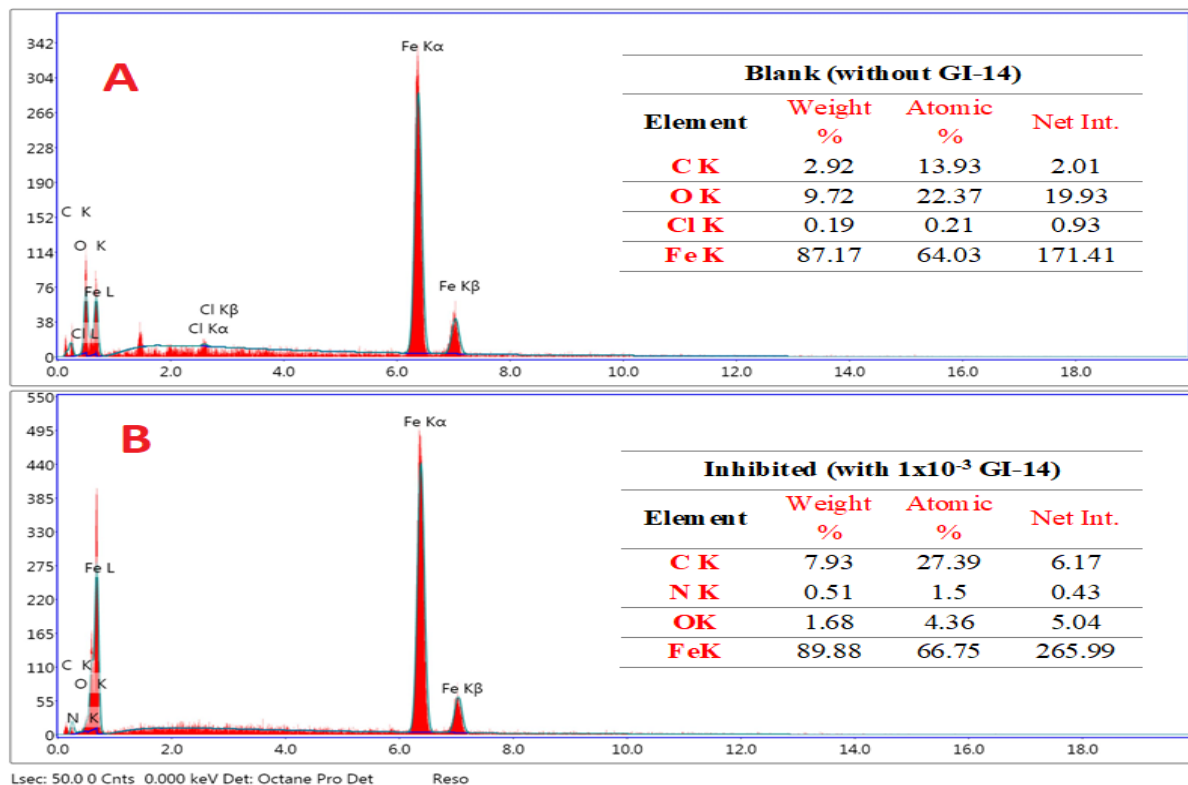 A
342
304
266
228
190
152
114
76
38
0
C K
O K
Fe L
Cl L
Cl Kβ
Cl Kα
Fe Kα
Fe Kβ
0.0 2.0 4.0 6.0 8.0 10.0 12.0 14.0 16.0 18.0
Blank (without GI-14)
Element Weight % Atomic % Net Int.
C K 2.92 13.93 2.01
O K 9.72 22.37 19.93
Cl K 0.19 0.21 0.93
Fe K 87.17 64.03 171.41
B
550
495
440
385
330
275
220
165
110
55
0
Fe L
C K
O K
N K
Fe Kα
Fe Kβ
0.0 2.0 4.0 6.0 8.0 10.0 12.0 14.0 16.0 18.0
Inhibited (with 1x10⁻³ GI-14)
Element Weight % Atomic % Net Int.
C K 7.93 27.39 6.17
N K 0.51 1.5 0.43
OK 1.68 4.36 5.04
FeK 89.88 66.75 265.99
Lsec: 50.0 0 Cnts 0.000 keV Det: Octane Pro Det Reso